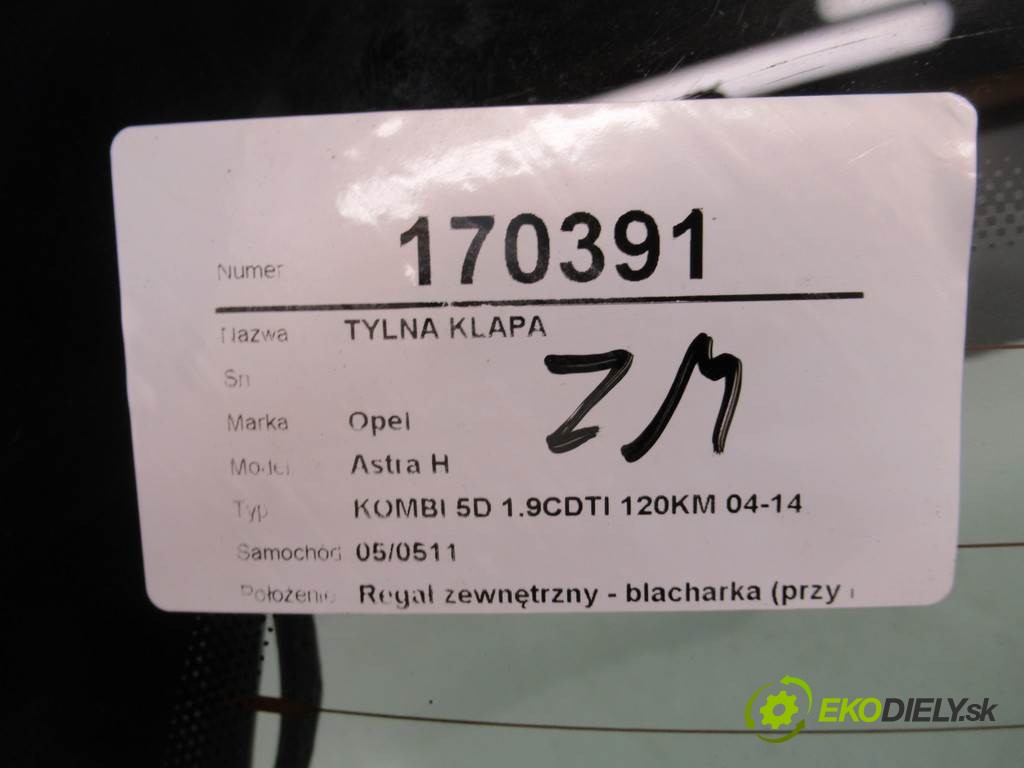 Numer 170391
Nazwa TYLNA KLAPA
Sn
Marka Opel
Model Astra H
Typ KOMBI 5D 1.9CDTI 120KM 04-14
Samochód 05/0511
Położenie Regał zewnętrzny - blacharka (przy
ZM
EKODIELY.sk